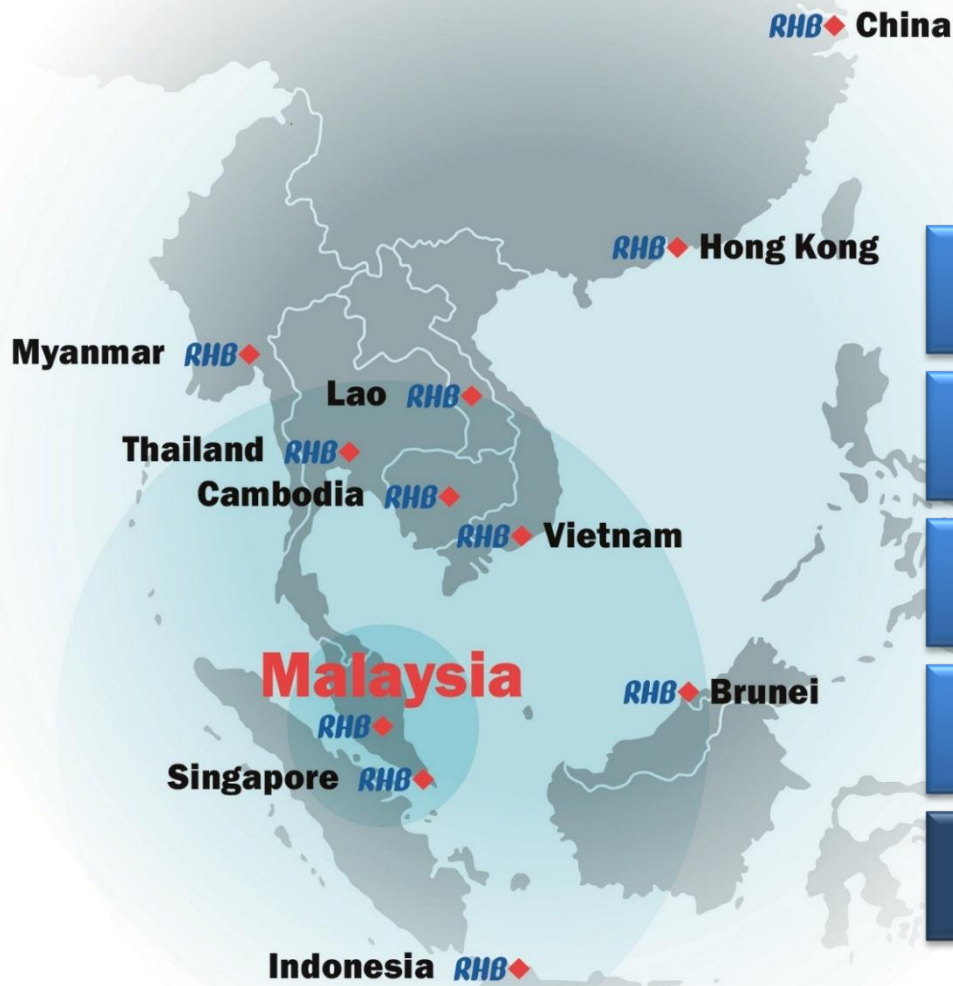 RHB China
RHB Hong Kong
Myanmar RHB
Lao RHB
Thailand RHB
Cambodia RHB
RHB Vietnam
Malaysia
RHB
RHB Brunei
Singapore RHB
Indonesia RHB